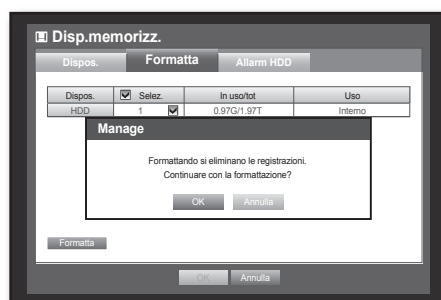 Disp.memorizz.
Dispos. Formatta Allarm HDD
Dispos. Selez. In uso/tot Uso
HDD 1 0.97G/1.97T Interno
Manage
Formattando si eliminano le registrazioni.
Continuare con la formattazione?
OK Annulla
Formatta
OK Annulla